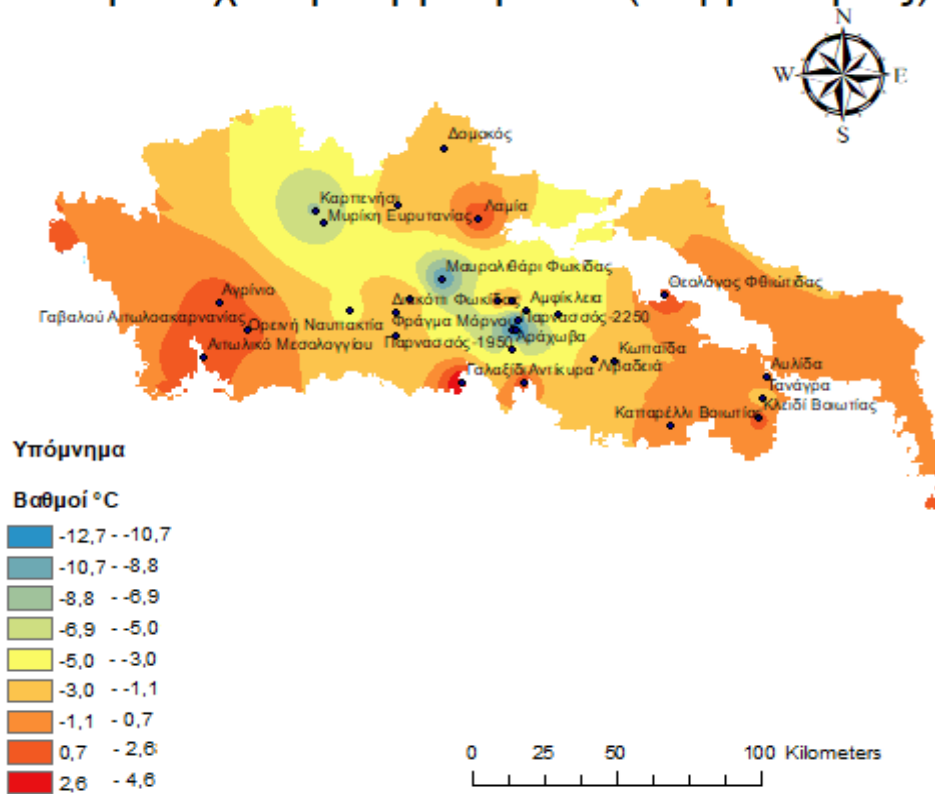 N
W E
S
Δομοκός
Καρπενήσι
Λαμία
Μυρίκη Ευρυτανίας
Μαυρολιθάρι Φωκίδας
Θεολόγος Φθιώτιδας
Αγρίνιο
Φωκίδας
Αμφίκλεια
Γαβαλού Αιτωλοακαρνανίας
Ορεινή Ναυπακτία
Φράγμα Μόρνου
Παρνασσός -2250
Αράχωβα
Αιτωλικό Μεσολογγίου
Παρνασσός -1950
Κωπαΐδα
Γαλαξίδι
Αντίκυρα
Λιβαδειά
Αυλίδα
Τανάγρα
Καπαρέλλι Βοιωτίας
Κλειδί Βοιωτίας
Υπόμνημα
Βαθμοί °C
-12,7 - -10,7
-10,7 - -8,8
-8,8 - -6,9
-6,9 - -5,0
-5,0 - -3,0
-3,0 - -1,1
-1,1 - 0,7
0,7 - 2,6
2,6 - 4,6
0 25 50 100 Kilometers